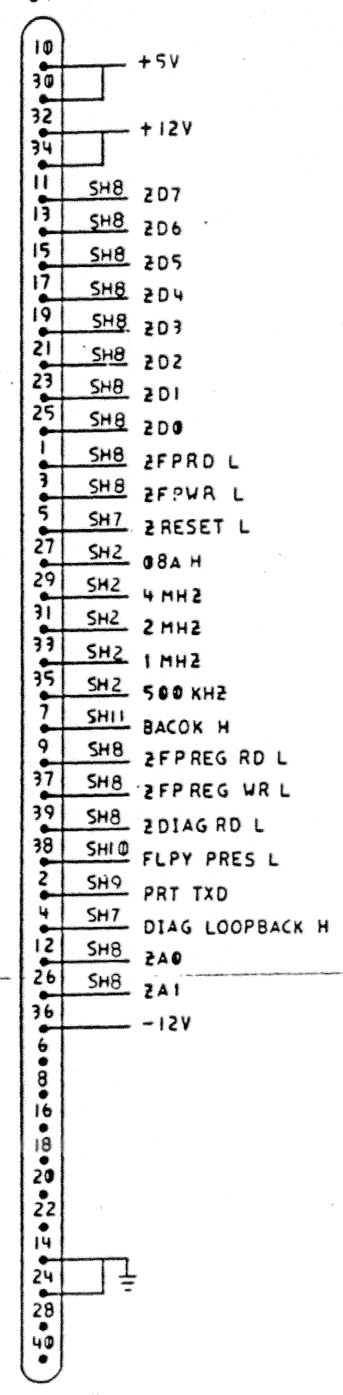 10
+5V
30
32
+12V
34
11 SH8 2D7
13 SH8 2D6
15 SH8 2D5
17 SH8 2D4
19 SH8 2D3
21 SH8 2D2
23 SH8 2D1
25 SH8 2D0
1 SH8 2FPRD L
3 SH8 2FPWR L
5 SH7 2RESET L
27 SH2 08A H
29 SH2 4 MHZ
31 SH2 2 MHZ
33 SH2 1 MHZ
35 SH2 500 KHZ
7 SH11 BACOK H
9 SH8 2FPREG RD L
37 SH8 2FPREG WR L
39 SH8 2DIAG RD L
38 SH10 FLPY PRES L
2 SH9 PRT TXD
4 SH7 DIAG LOOPBACK H
12 SH8 2A0
26 SH8 2A1
36 -12V
6
8
16
18
20
22
14
24
28
40